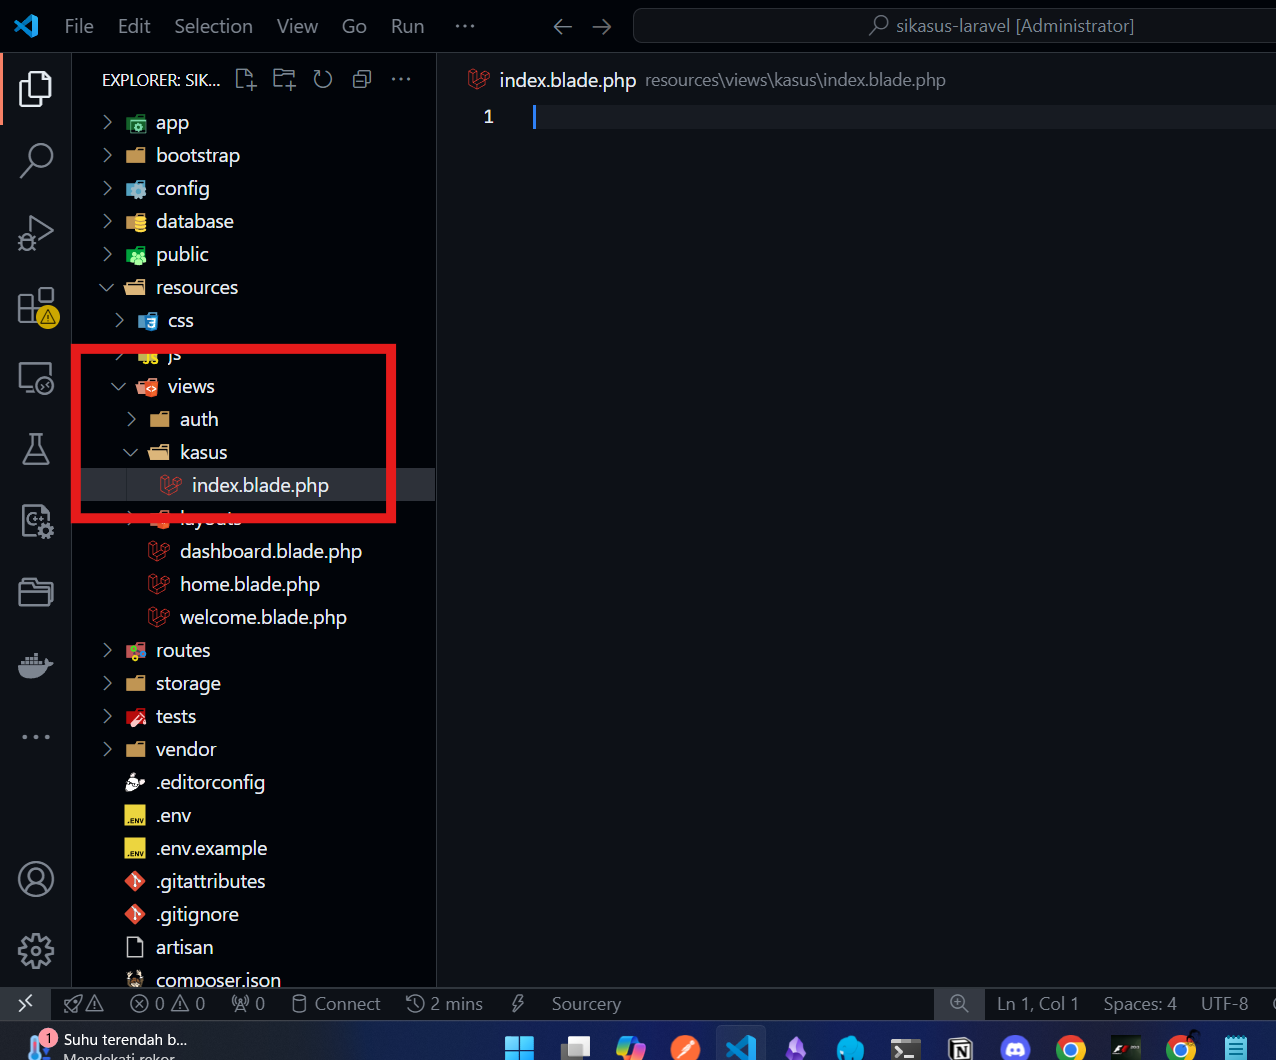 File Edit Selection View Go Run ···
sikasus-laravel [Administrator]
EXPLORER: SIK...
app
bootstrap
config
database
public
resources
css
js
views
auth
kasus
index.blade.php
layouts
dashboard.blade.php
home.blade.php
welcome.blade.php
routes
storage
tests
vendor
.editorconfig
.env
.env.example
.gitattributes
.gitignore
artisan
composer.json
index.blade.php resources\views\kasus\index.blade.php
1
0 0 0 Connect 2 mins Sourcery Ln 1, Col 1 Spaces: 4 UTF-8
1 Suhu terendah b...
Mendekati rekor